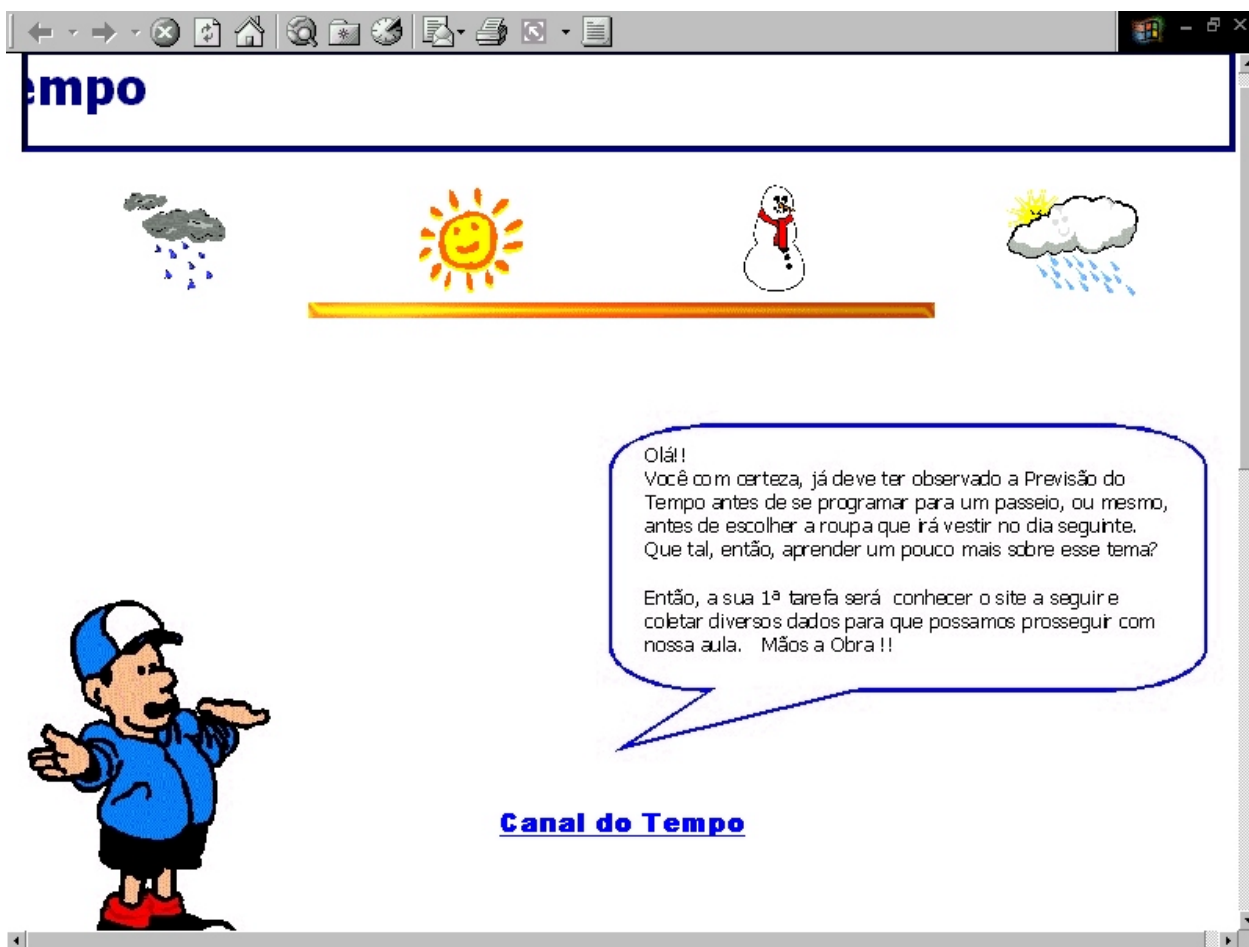 empo
Olá!!
Você com certeza, já deve ter observado a Previsão do
Tempo antes de se programar para um passeio, ou mesmo,
antes de escolher a roupa que irá vestir no dia seguinte.
Que tal, então, aprender um pouco mais sobre esse tema?
Então, a sua 1ª tarefa será conhecer o site a seguir e
coletar diversos dados para que possamos prosseguir com
nossa aula. Mãos a Obra !!
Canal do Tempo